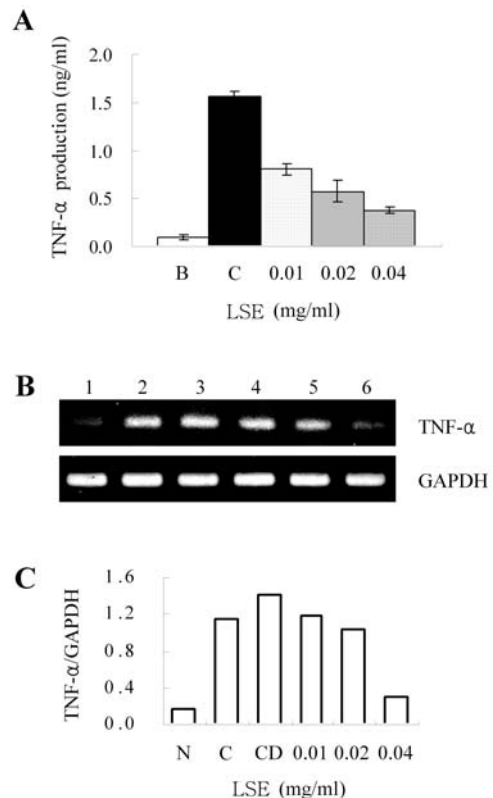 A
TNF-α production (ng/ml)
2.0
1.5
1.0
0.5
0.0
B C 0.01 0.02 0.04
LSE (mg/ml)
B
1 2 3 4 5 6
TNF-α
GAPDH
C
TNF-α/GAPDH
1.6
1.2
0.8
0.4
0.0
N C CD 0.01 0.02 0.04
LSE (mg/ml)